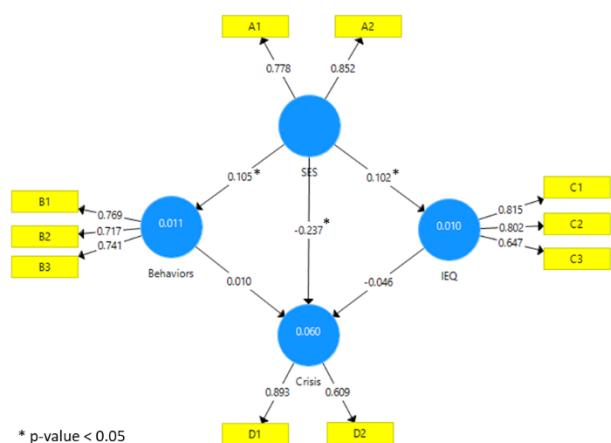 A1 A2
0.778 0.852
SES
0.105* 0.102*
B1 C1
0.769 0.815
B2 0.717 0.011 -0.237* 0.010 0.802 C2
0.741 0.647
B3 C3
Behaviors IEQ
0.010 -0.046
0.060
Crisis
0.893 0.609
D1 D2
* p-value < 0.05